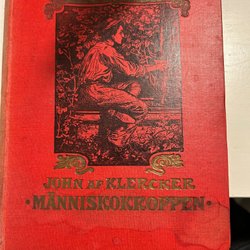 JOHN AF KLERCKER
· MÄNNISKOKROPPEN ·